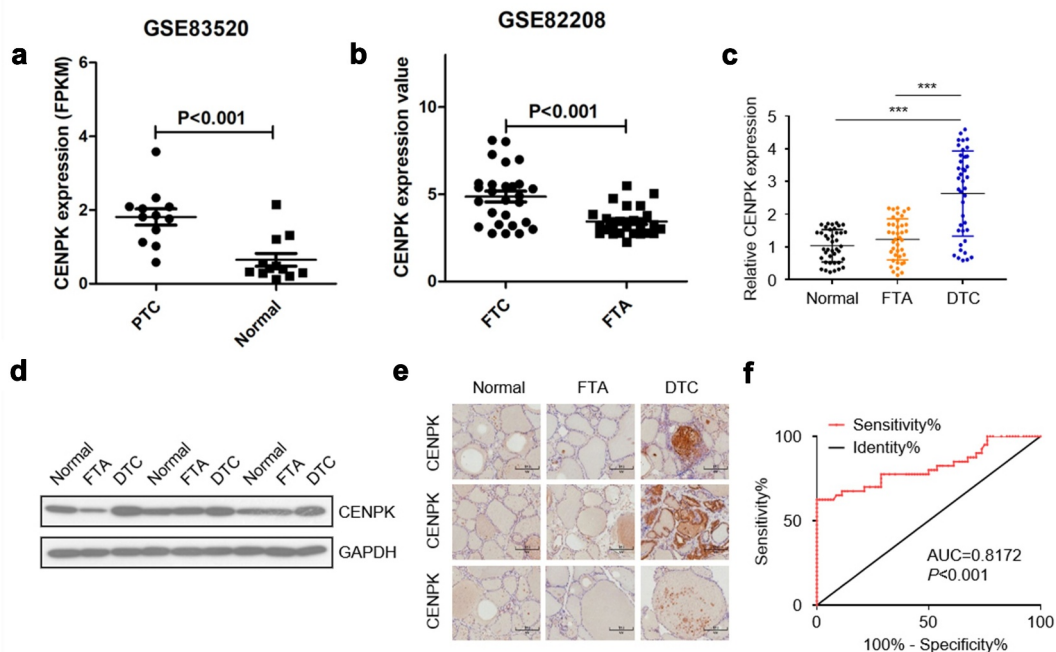 GSE83520
GSE82208
a
b
c
CENPK expression (FPKM)
6
4
2
0
P<0.001
PTC
Normal
CENPK expression value
10
5
0
P<0.001
FTC
FTA
Relative CENPK expression
5
4
3
2
1
0
***
***
Normal FTA DTC
d
Normal FTA DTC Normal FTA DTC Normal FTA DTC
CENPK
GAPDH
e
Normal FTA DTC
CENPK
CENPK
CENPK
f
Sensitivity%
Identity%
Sensitivity%
100
50
0
AUC=0.8172
P<0.001
0 50 100
100% - Specificity%